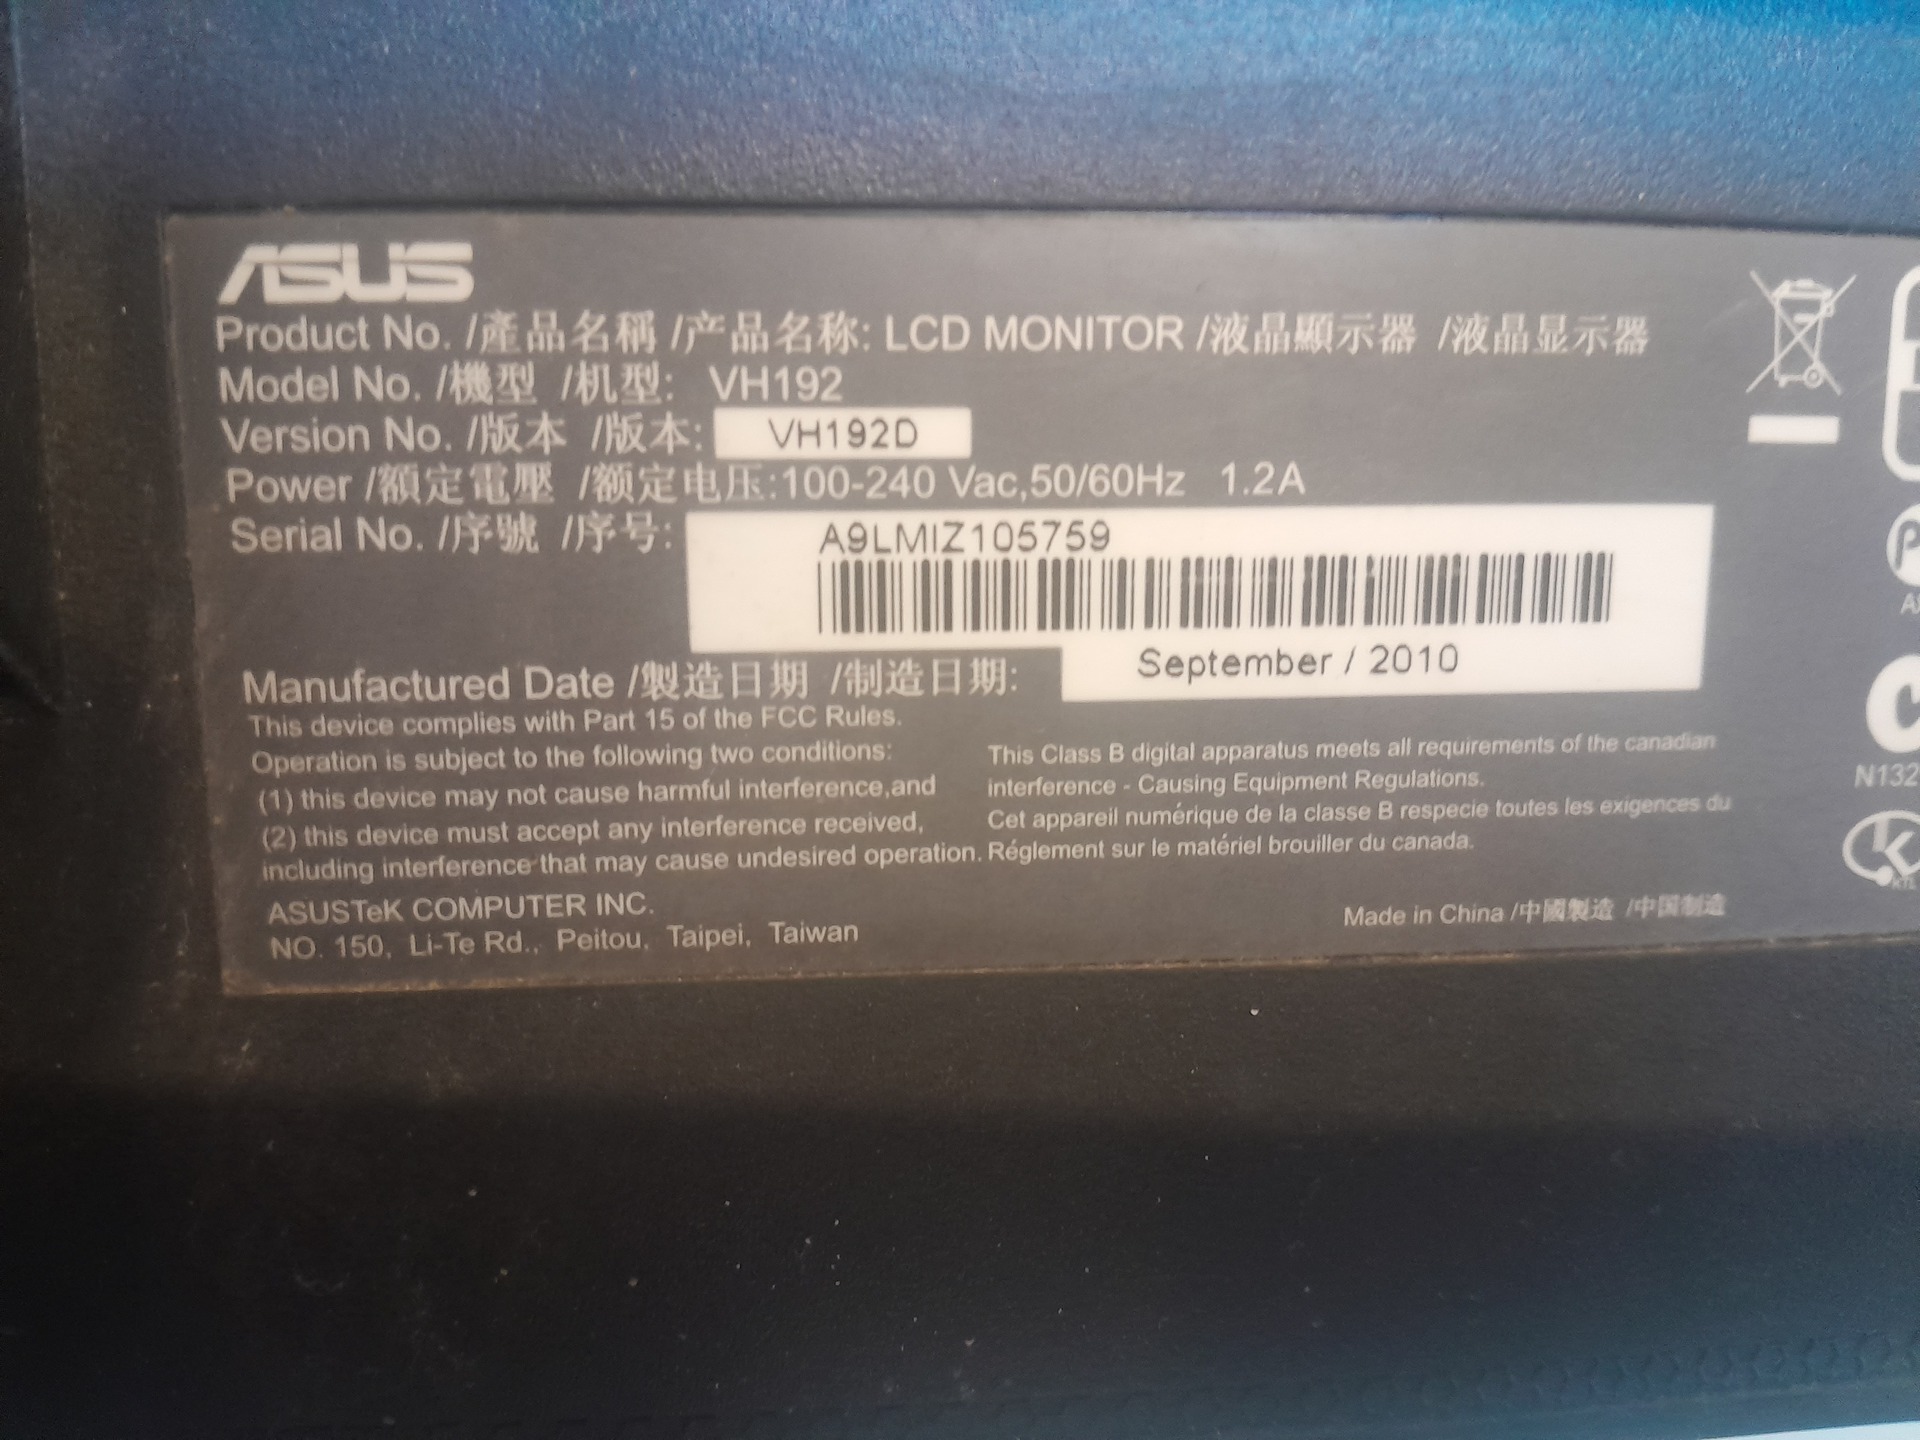 ASUS
Product No. /產品名稱 /产品名称: LCD MONITOR /液晶顯示器 /液晶显示器
Model No. /機型 /机型: VH192
Version No. /版本 /版本: VH192D
Power /額定電壓 /额定电压:100-240 Vac,50/60Hz 1.2A
Serial No. /序號 /序号: A9LMIZ105759
Manufactured Date /製造日期 /制造日期: September / 2010
This device complies with Part 15 of the FCC Rules.
Operation is subject to the following two conditions:
(1) this device may not cause harmful interference,and
(2) this device must accept any interference received,
including interference that may cause undesired operation.
This Class B digital apparatus meets all requirements of the canadian
interference - Causing Equipment Regulations.
Cet appareil numérique de la classe B respecie toutes les exigences du
Réglement sur le matériel brouiller du canada.
ASUSTeK COMPUTER INC.
NO. 150, Li-Te Rd., Peitou, Taipei, Taiwan
Made in China /中國製造 /中国制造
N132